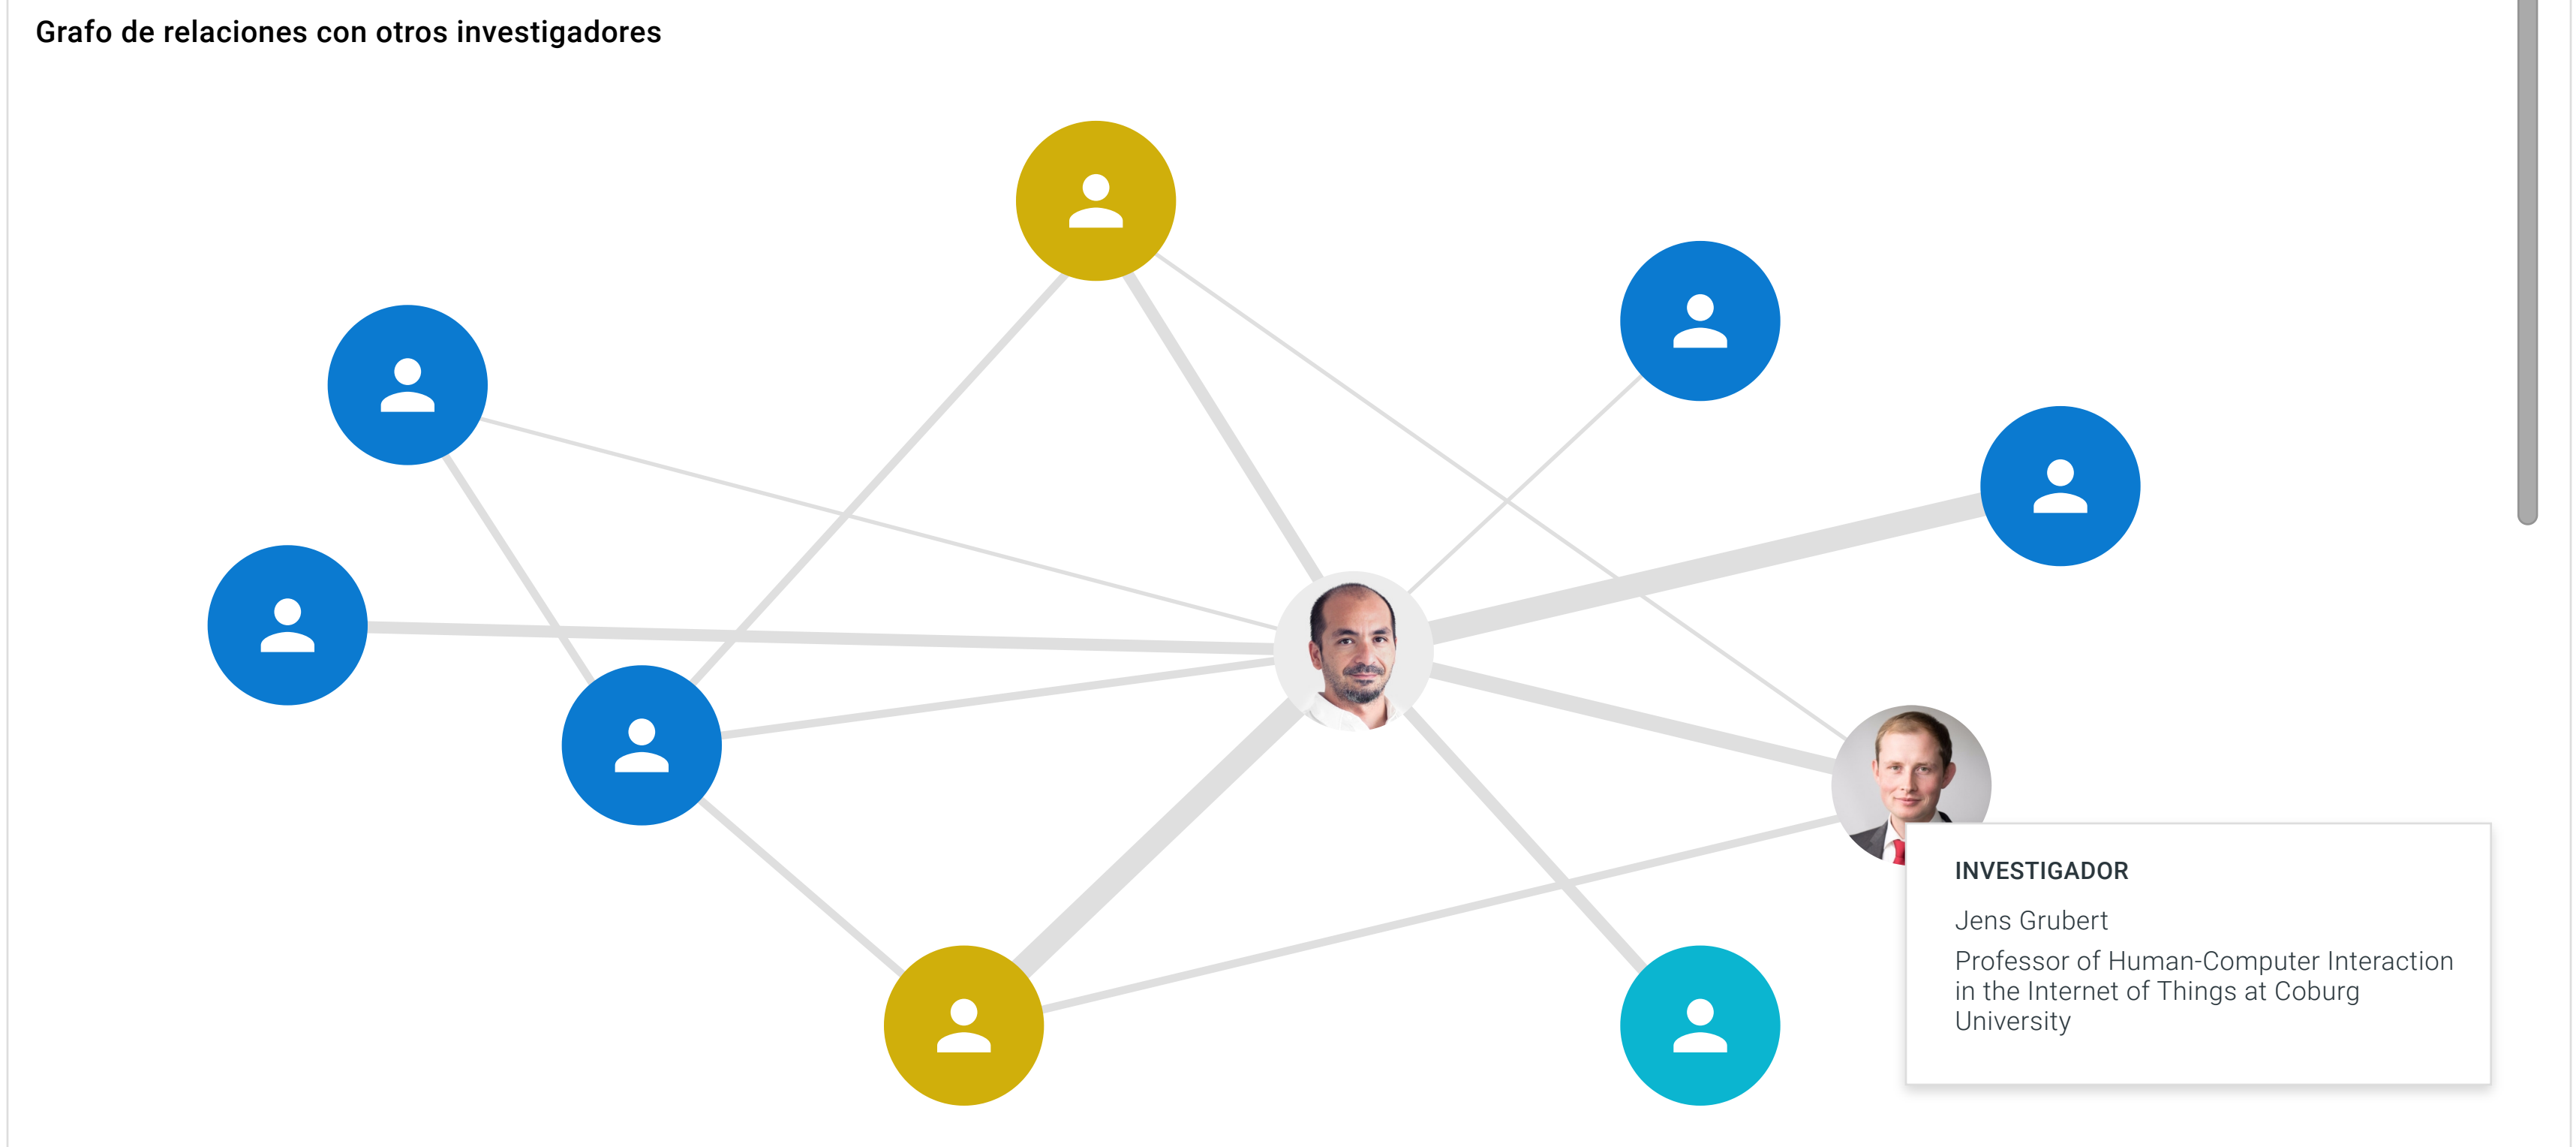 Grafo de relaciones con otros investigadores
INVESTIGADOR
Jens Grubert
Professor of Human-Computer Interaction
in the Internet of Things at Coburg
University